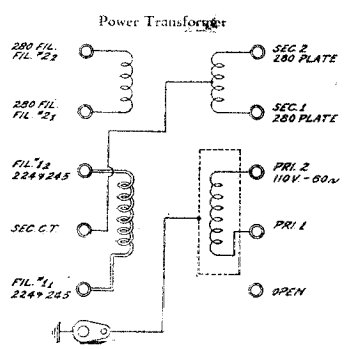 Power Transformer
280 FIL.
FIL. #2₂
SEC. 2
280 PLATE
280 FIL.
FIL. #2₁
SEC. 1
280 PLATE
FIL. #1₂
224 & 245
PRI. 2
110V-60~
SEC. C.T.
PRI. 1
FIL. #1₁
224 & 245
OPEN